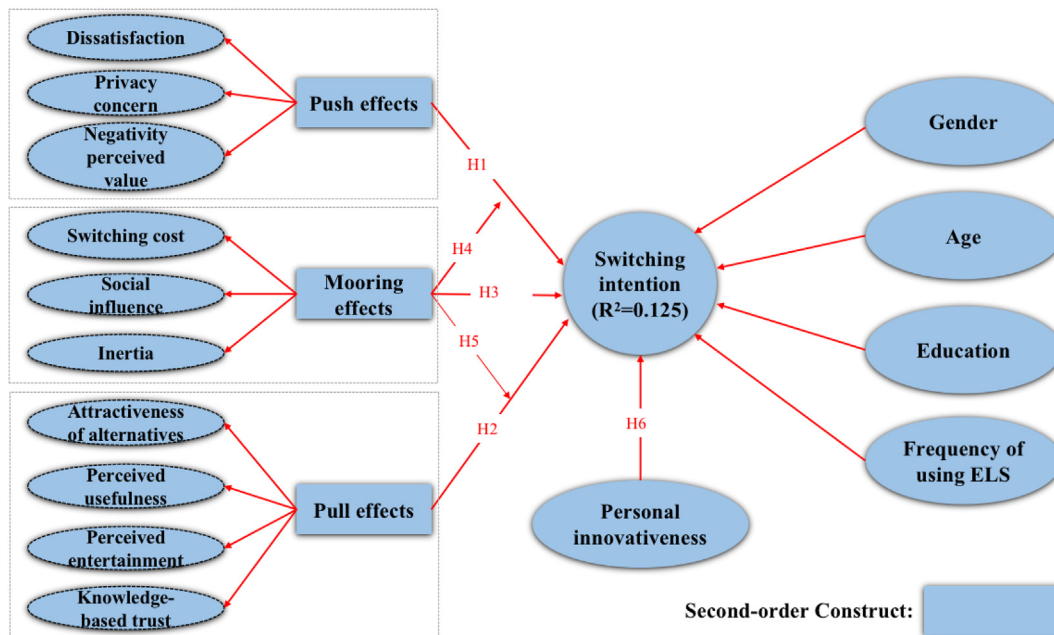 Dissatisfaction
Privacy
concern
Negativity
perceived
value
Push effects
Switching cost
Social
influence
Inertia
Mooring
effects
Attractiveness
of alternatives
Perceived
usefulness
Perceived
entertainment
Knowledge-
based trust
Pull effects
H1
H4
H3
H5
H2
H6
Switching
intention
(R²=0.125)
Personal
innovativeness
Gender
Age
Education
Frequency of
using ELS
Second-order Construct: